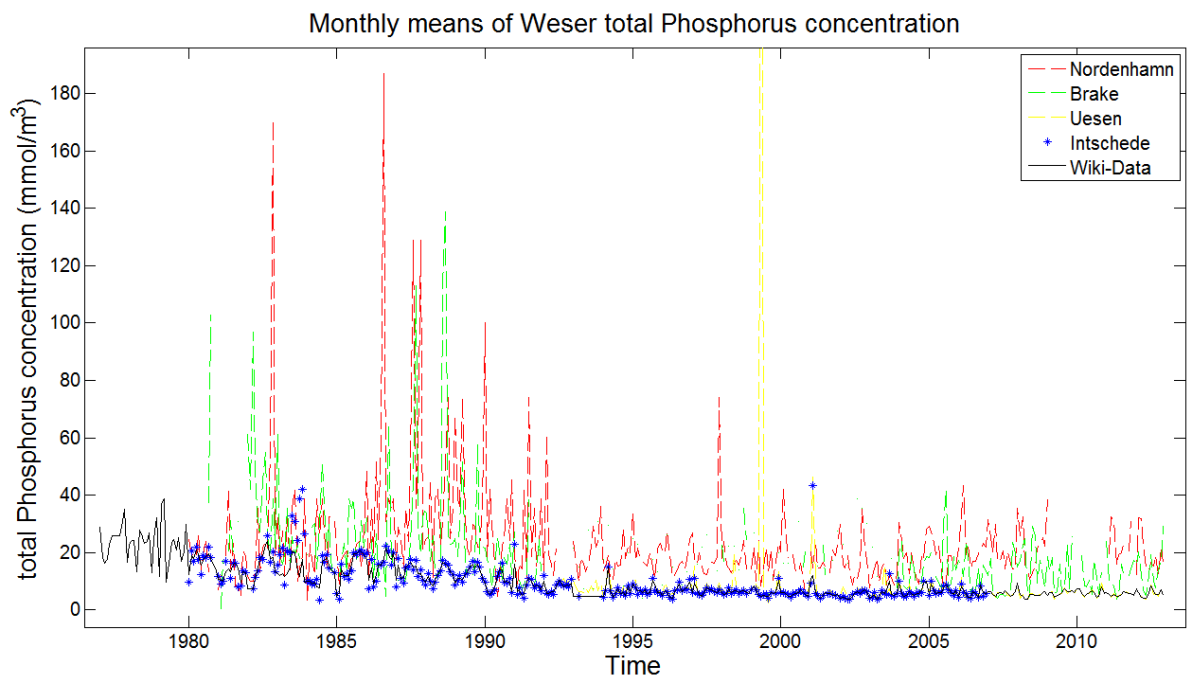 Monthly means of Weser total Phosphorus concentration
total Phosphorus concentration (mmol/m³)
180
160
140
120
100
80
60
40
20
0
Nordenhamn
Brake
Uesen
Intschede
Wiki-Data
1980 1985 1990 1995 2000 2005 2010
Time